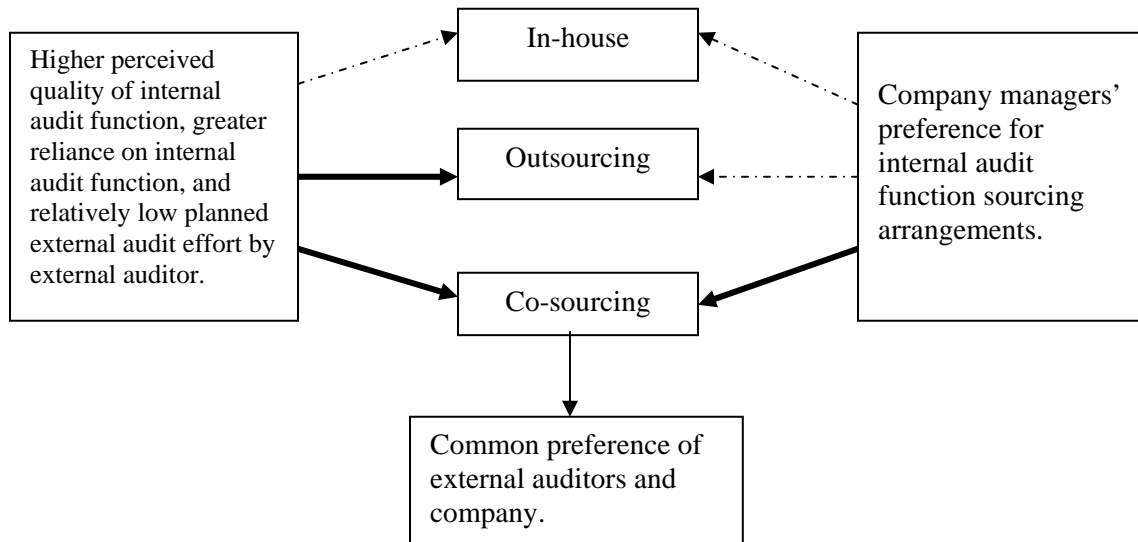 Higher perceived
quality of internal
audit function, greater
reliance on internal
audit function, and
relatively low planned
external audit effort by
external auditor.
In-house
Outsourcing
Co-sourcing
Company managers’
preference for
internal audit
function sourcing
arrangements.
Common preference of
external auditors and
company.